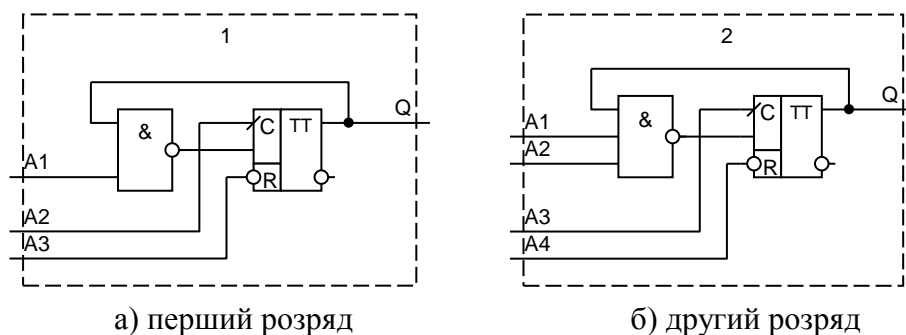 1
2
Q
Q
&
C
TT
&
C
TT
A1
A1
A2
R
R
A2
A3
A3
A4
а) перший розряд
б) другий розряд